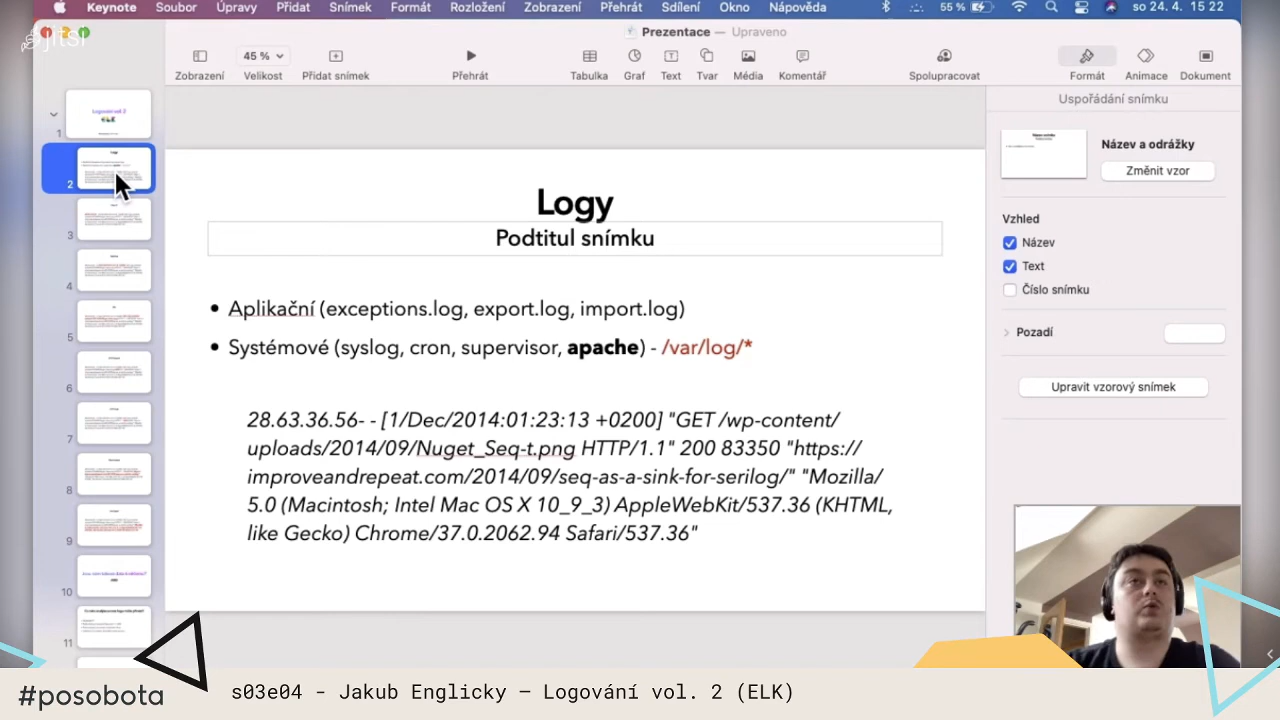 Keynote Soubor Úpravy Přidat Snímek Formát Rozložení Zobrazení Přehrát Sdílení Okno Nápověda 55 % so 24. 4. 15 22
jitsi
Prezentace — Upraveno
45 %
Zobrazení Velikost Přidat snímek Přehrát Tabulka Graf Text Tvar Média Komentář Spolupracovat Formát Animace Dokument
Uspořádání snímku
Název a odrážky
Změnit vzor
Vzhled
Název
Text
Číslo snímku
Pozadí
Upravit vzorový snímek
1
Logování vol. 2
2
3
4
5
6
7
8
9
10
11
Logy
Podtitul snímku
• Aplikační (exceptions.log, export.log, import.log)
• Systémové (syslog, cron, supervisor, apache) - /var/log/*
28.63.36.56- - [1/Dec/2014:01:23:13 +0200] "GET /wp-content/
uploads/2014/09/Nuget_Seq-t.png HTTP/1.1" 200 83350 "https://
improveandrepeat.com/2014/09/seq-as-a-sink-for-serilog/" "Mozilla/
5.0 (Macintosh; Intel Mac OS X 10_9_3) AppleWebKit/537.36 (KHTML,
like Gecko) Chrome/37.0.2062.94 Safari/537.36"
#posobota
s03e04 - Jakub Englicky – Logování vol. 2 (ELK)